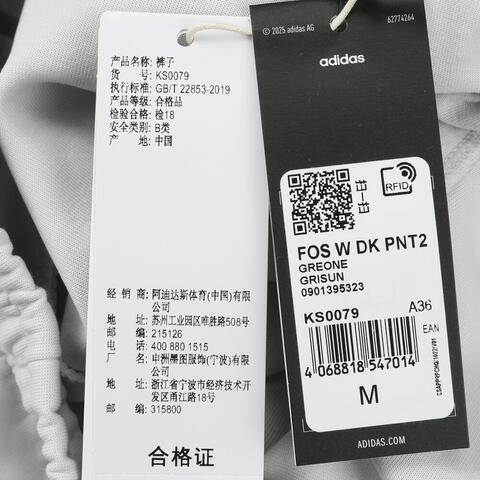 产品名称: 裤子
货 号: KS0079
执行标准: GB/T 22853-2019
产品等级: 合格品
检验合格: 检18
安全类别: B类
产 地: 中国
经 销 商: 阿迪达斯体育(中国)有限
公司
地 址: 苏州工业园区唯胜路508号
邮 编: 215126
电 话: 400 880 1515
厂 名: 申洲墨图服饰(宁波)有限
公司
地 址: 浙江省宁波市经济技术开
发区甬江路18号
邮 编: 315800
合格证
© 2025 adidas AG
62774264
adidas
RFID
FOS W DK PNT2
GREONE
GRISUN
0901395323
KS0079
A36
EAN
4 068818 547014
M
ADIDAS.COM